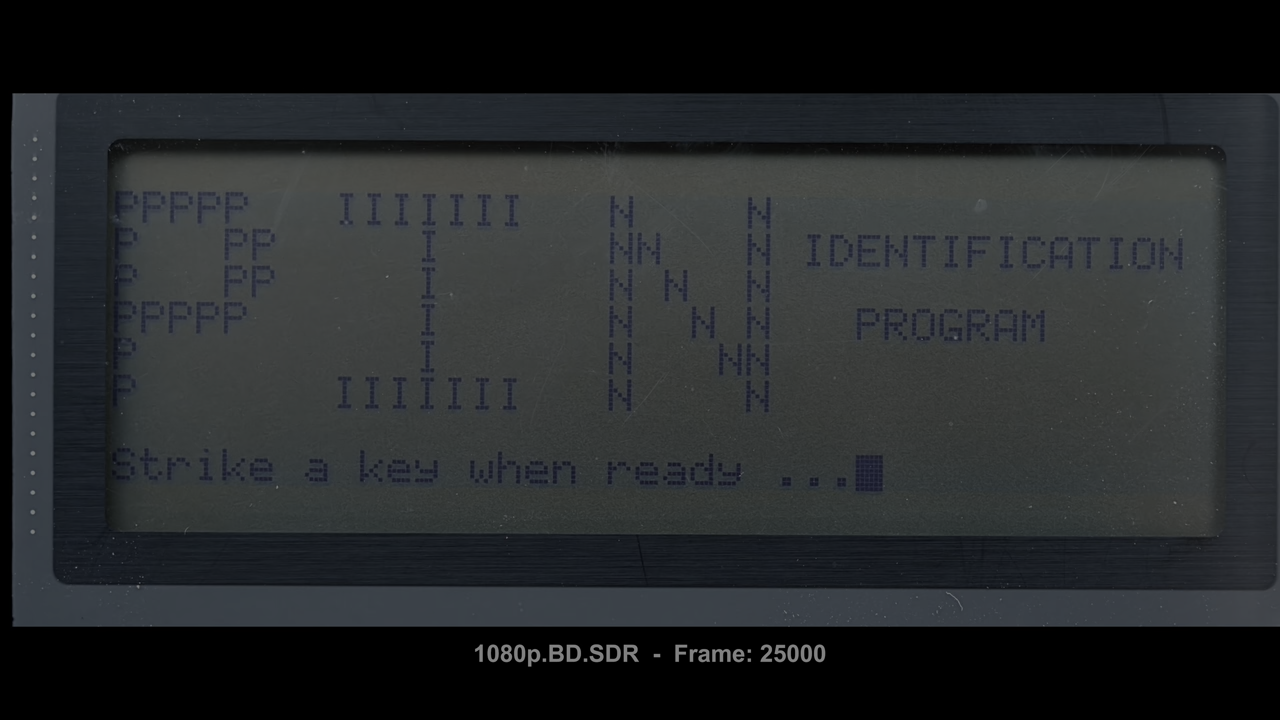 PPPPP IIIIIII N N
P PP I NN N IDENTIFICATION
P PP I N N N
PPPPP I N N N PROGRAM
P I N NN
P IIIIIII N N
Strike a key when ready ...
1080p.BD.SDR - Frame: 25000